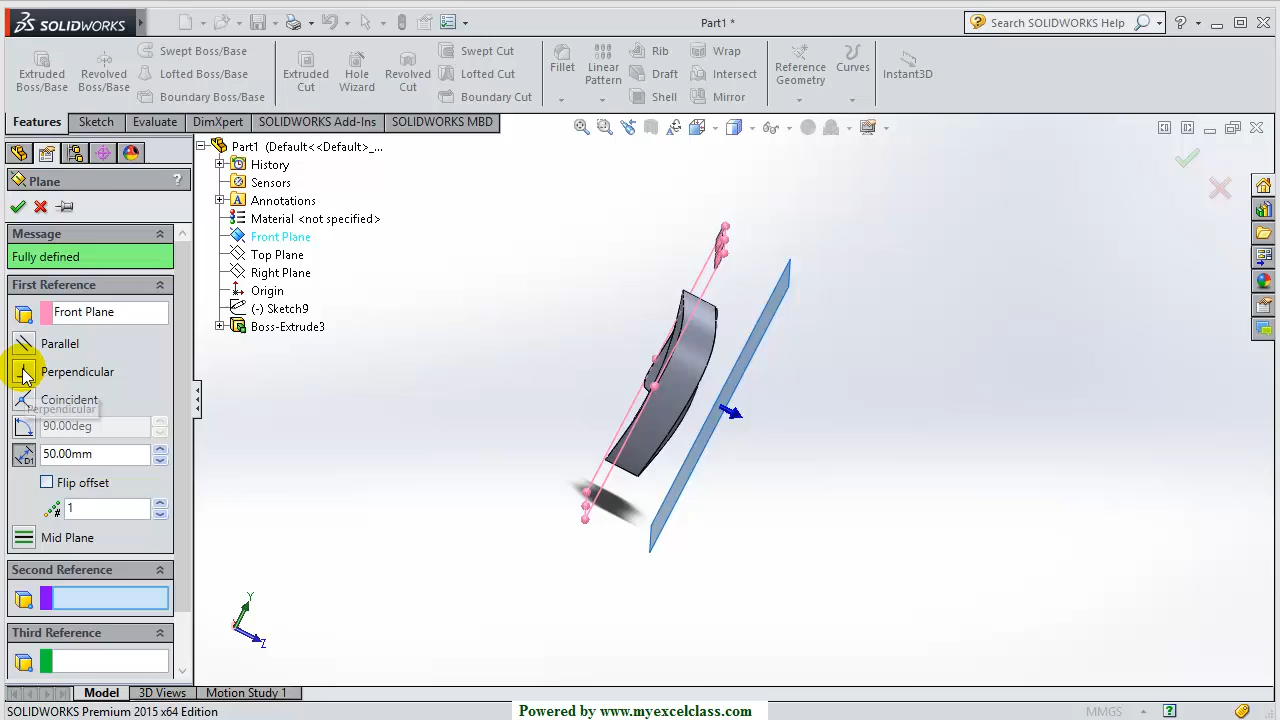 SOLIDWORKS
Part1 *
Search SOLIDWORKS Help
Extruded Boss/Base
Revolved Boss/Base
Swept Boss/Base
Lofted Boss/Base
Boundary Boss/Base
Extruded Cut
Hole Wizard
Revolved Cut
Swept Cut
Lofted Cut
Boundary Cut
Fillet
Linear Pattern
Rib
Draft
Shell
Wrap
Intersect
Mirror
Reference Geometry
Curves
Instant3D
Features
Sketch
Evaluate
DimXpert
SOLIDWORKS Add-Ins
SOLIDWORKS MBD
Plane
?
Message
Fully defined
First Reference
Front Plane
Parallel
Perpendicular
Coincident
Perpendicular
90.00deg
50.00mm
Flip offset
1
Mid Plane
Second Reference
Third Reference
Part1 (Default<<Default>_...
History
Sensors
Annotations
Material <not specified>
Front Plane
Top Plane
Right Plane
Origin
(-) Sketch9
Boss-Extrude3
Y
Z
Model
3D Views
Motion Study 1
SOLIDWORKS Premium 2015 x64 Edition
Powered by www.myexcelclass.com
MMGS